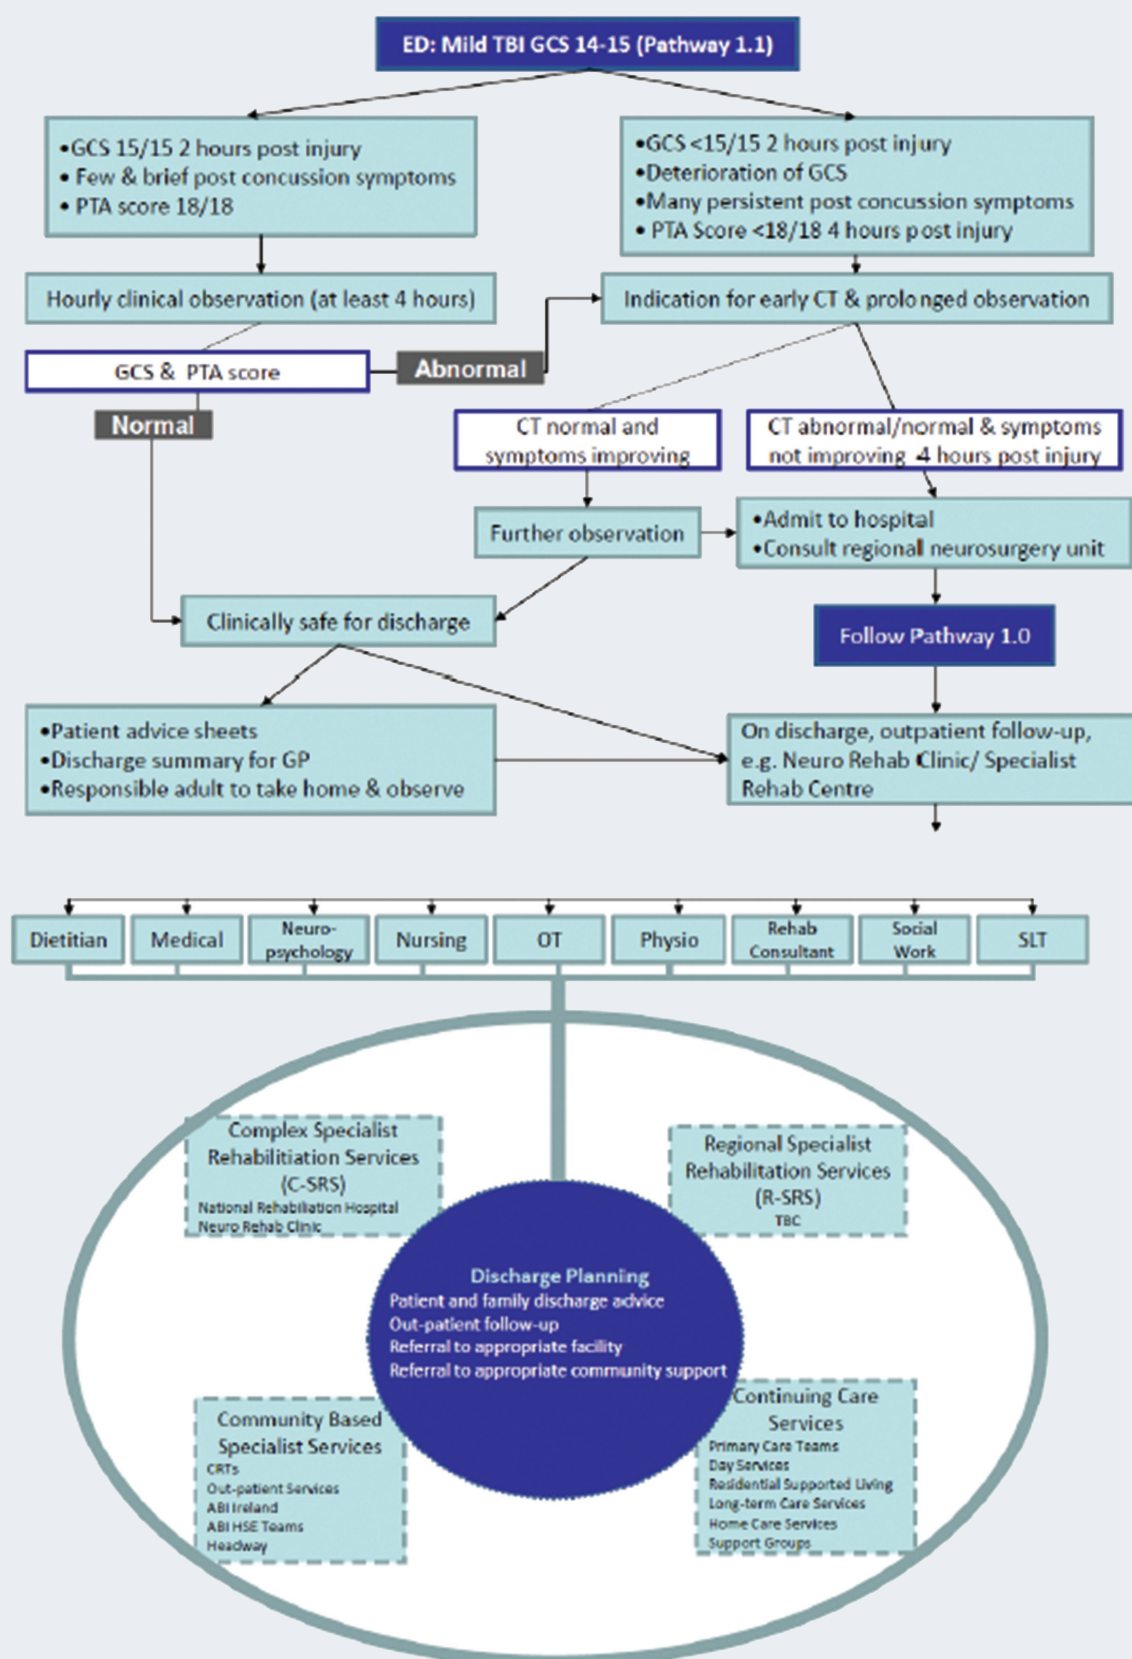 ED: Mild TBI GCS 14-15 (Pathway 1.1)
•GCS 15/15 2 hours post injury
• Few & brief post concussion symptoms
• PTA score 18/18
•GCS <15/15 2 hours post injury
•Deterioration of GCS
•Many persistent post concussion symptoms
• PTA Score <18/18 4 hours post injury
Hourly clinical observation (at least 4 hours)
Indication for early CT & prolonged observation
GCS & PTA score
Abnormal
Normal
CT normal and
symptoms improving
CT abnormal/normal & symptoms
not improving 4 hours post injury
Further observation
•Admit to hospital
•Consult regional neurosurgery unit
Clinically safe for discharge
Follow Pathway 1.0
•Patient advice sheets
•Discharge summary for GP
•Responsible adult to take home & observe
On discharge, outpatient follow-up,
e.g. Neuro Rehab Clinic/ Specialist
Rehab Centre
Dietitian
Medical
Neuro-
psychology
Nursing
OT
Physio
Rehab
Consultant
Social
Work
SLT
Complex Specialist
Rehabilitiation Services
(C-SRS)
National Rehabiliation Hospital
Neuro Rehab Clinic
Regional Specialist
Rehabilitation Services
(R-SRS)
TBC
Discharge Planning
Patient and family discharge advice
Out-patient follow-up
Referral to appropriate facility
Referral to appropriate community support
Community Based
Specialist Services
CRTs
Out-patient Services
ABI Ireland
ABI HSE Teams
Headway
Continuing Care
Services
Primary Care Teams
Day Services
Residential Supported Living
Long-term Care Services
Home Care Services
Support Groups